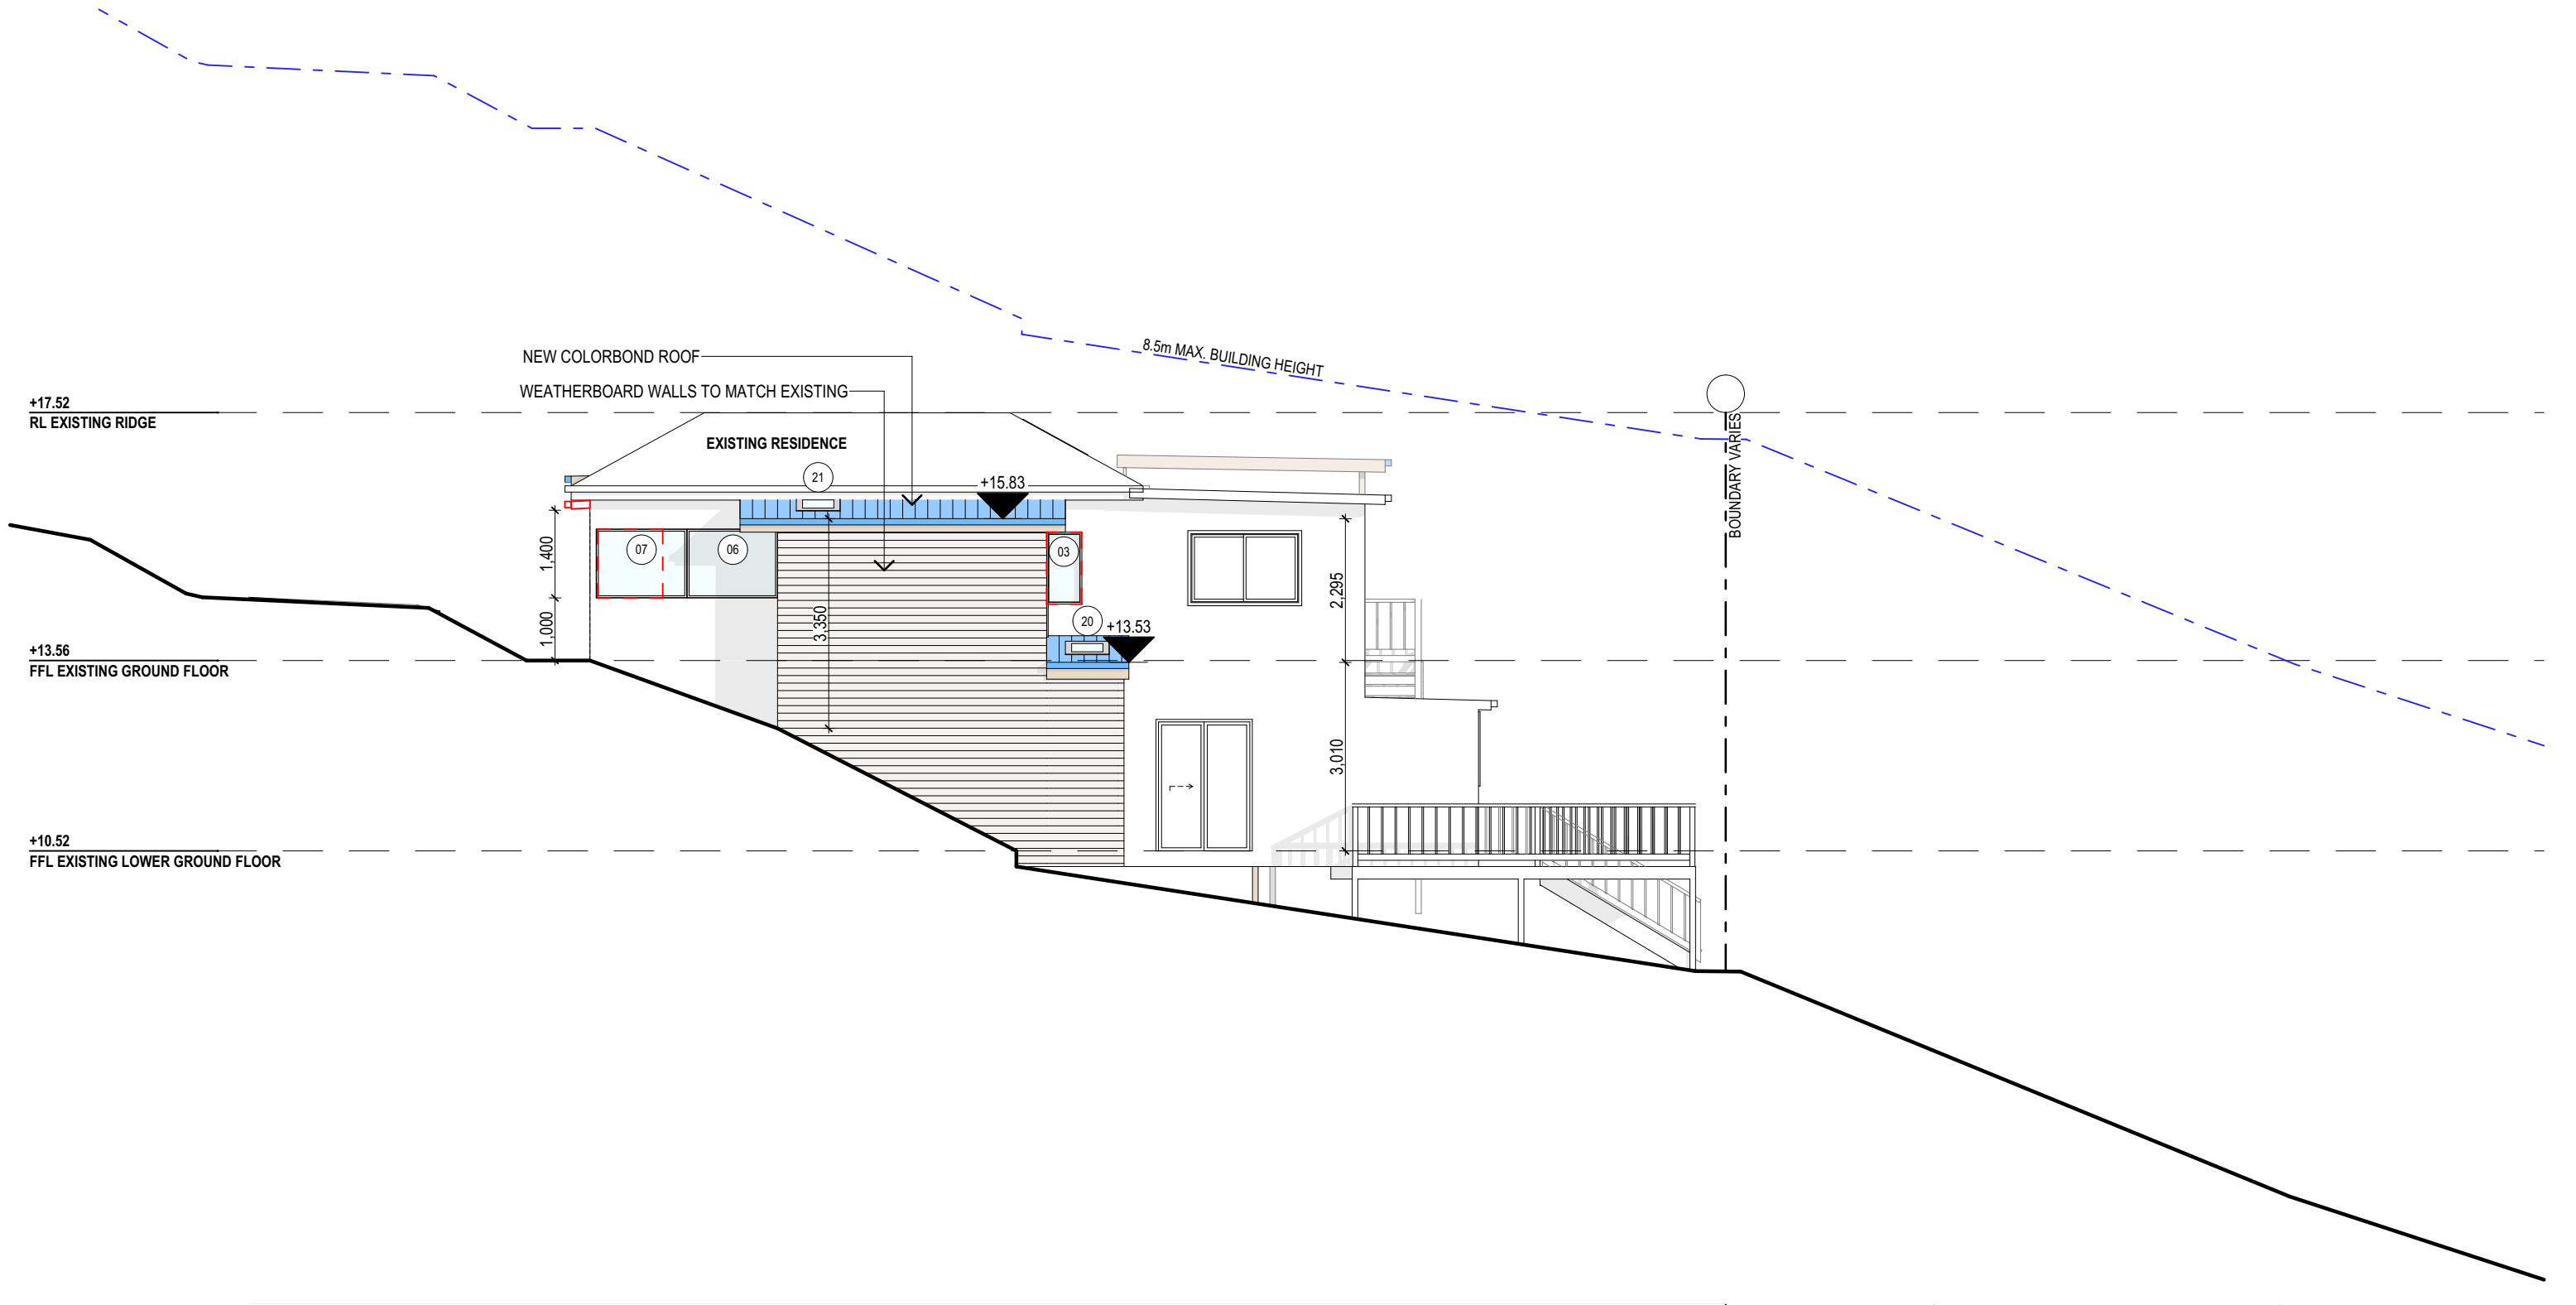 8.5m MAX. BUILDING HEIGHT
NEW COLORBOND ROOF
WEATHERBOARD WALLS TO MATCH EXISTING
+17.52
RL EXISTING RIDGE
EXISTING RESIDENCE
BOUNDARY VARIES
21
+15.83
07
06
03
1,400
2,295
1,000
3,350
20
+13.53
+13.56
FFL EXISTING GROUND FLOOR
3,010
+10.52
FFL EXISTING LOWER GROUND FLOOR